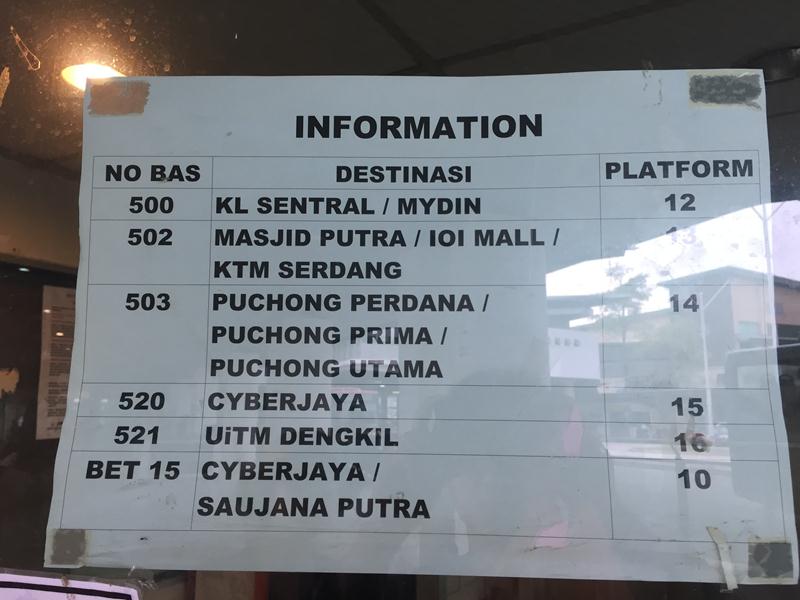 INFORMATION
NO BAS DESTINASI PLATFORM
500 KL SENTRAL / MYDIN 12
502 MASJID PUTRA / IOI MALL / 13
KTM SERDANG
503 PUCHONG PERDANA / 14
PUCHONG PRIMA /
PUCHONG UTAMA
520 CYBERJAYA 15
521 UiTM DENGKiL 16
BET 15 CYBERJAYA / 10
SAUJANA PUTRA